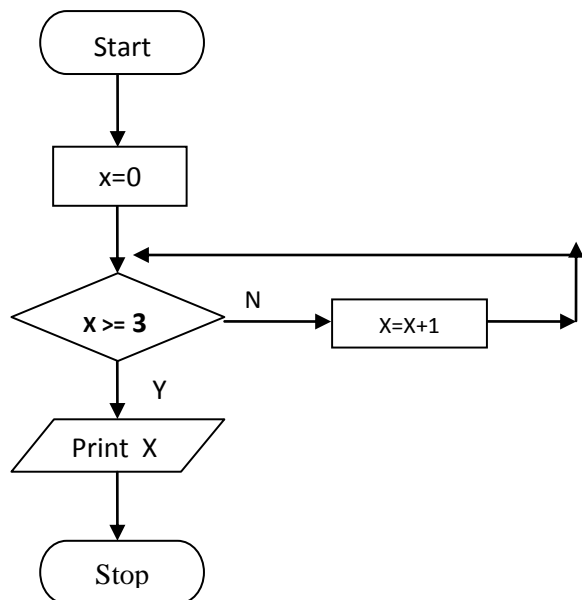 Start
x=0
X >= 3
N
X=X+1
Y
Print X
Stop